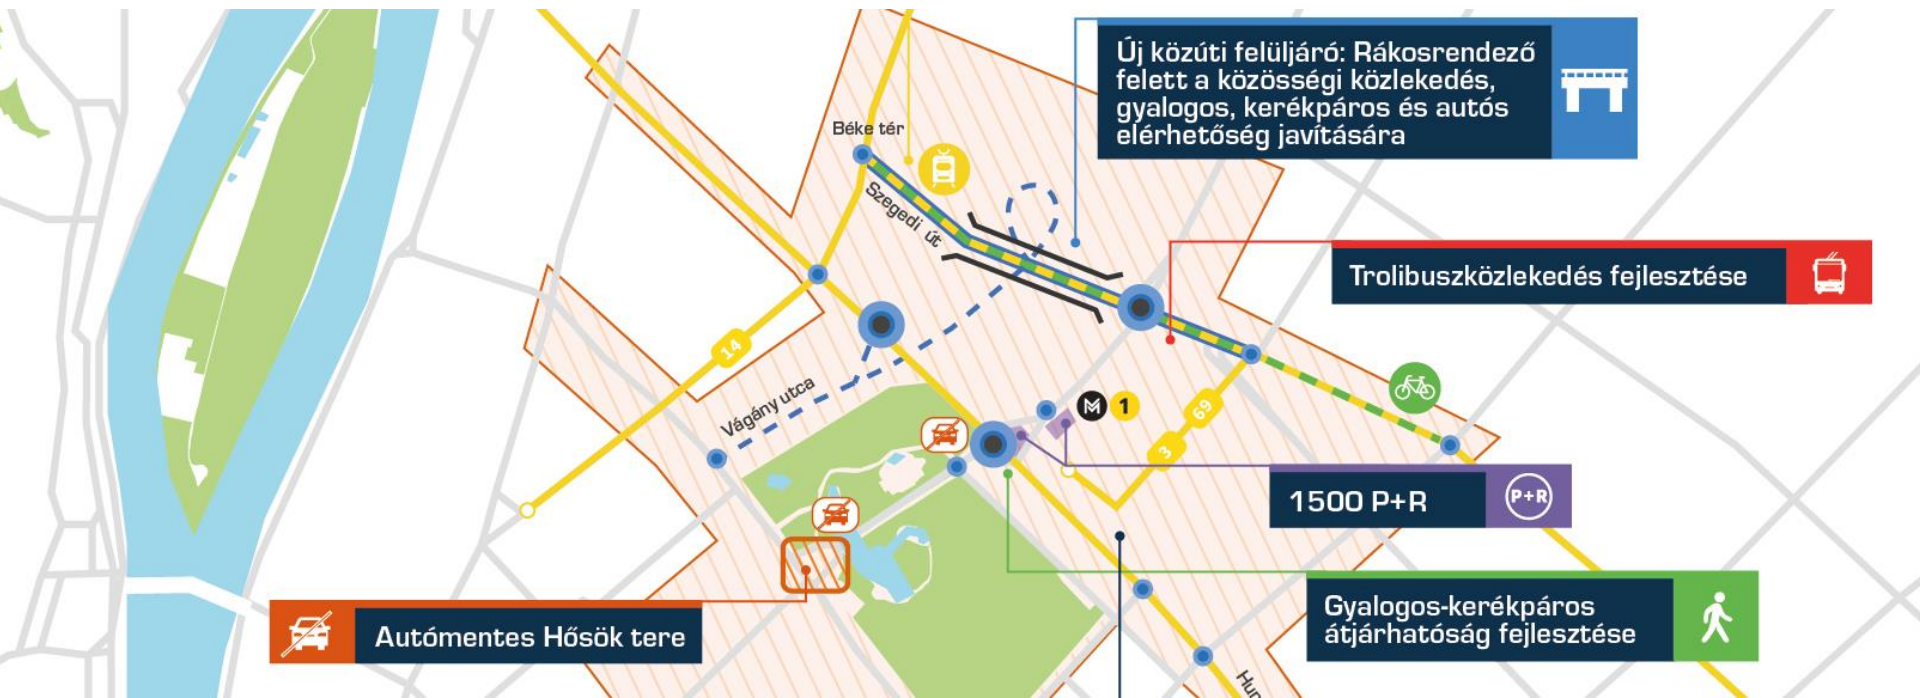 Új közúti felüljáró: Rákosrendező
felett a közösségi közlekedés,
gyalogos, kerékpáros és autós
elérhetőség javítására
Béke tér
Szegedi út
Trolibuszközlekedés fejlesztése
14
Vágány utca
M 1
69
3
1500 P+R
P+R
Gyalogos-kerékpáros
átjárhatóság fejlesztése
Autómentes Hősök tere